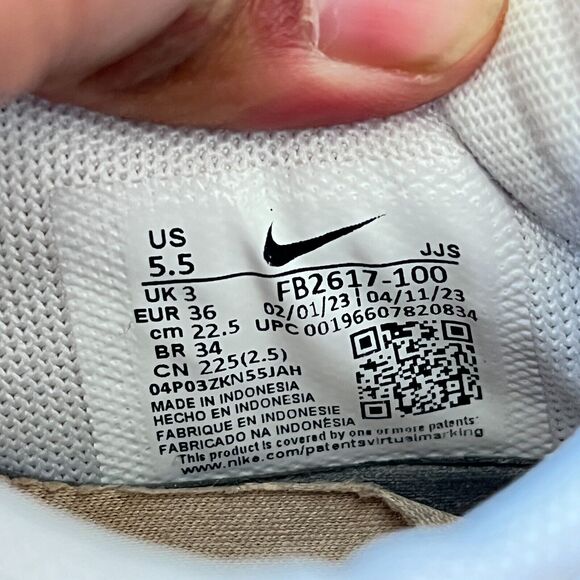 US
5.5
JJS
UK 3
FB2617-100
EUR 36
02/01/23 | 04/11/23
cm 22.5
UPC 00196607820834
BR 34
CN 225(2.5)
04P03ZKN55JAH
MADE IN INDONESIA
HECHO EN INDONESIA
FABRIQUE EN INDONESIE
FABRICADO NA INDONESIA
This product is covered by one or more patents:
www.nike.com/patentsvirtualmarking